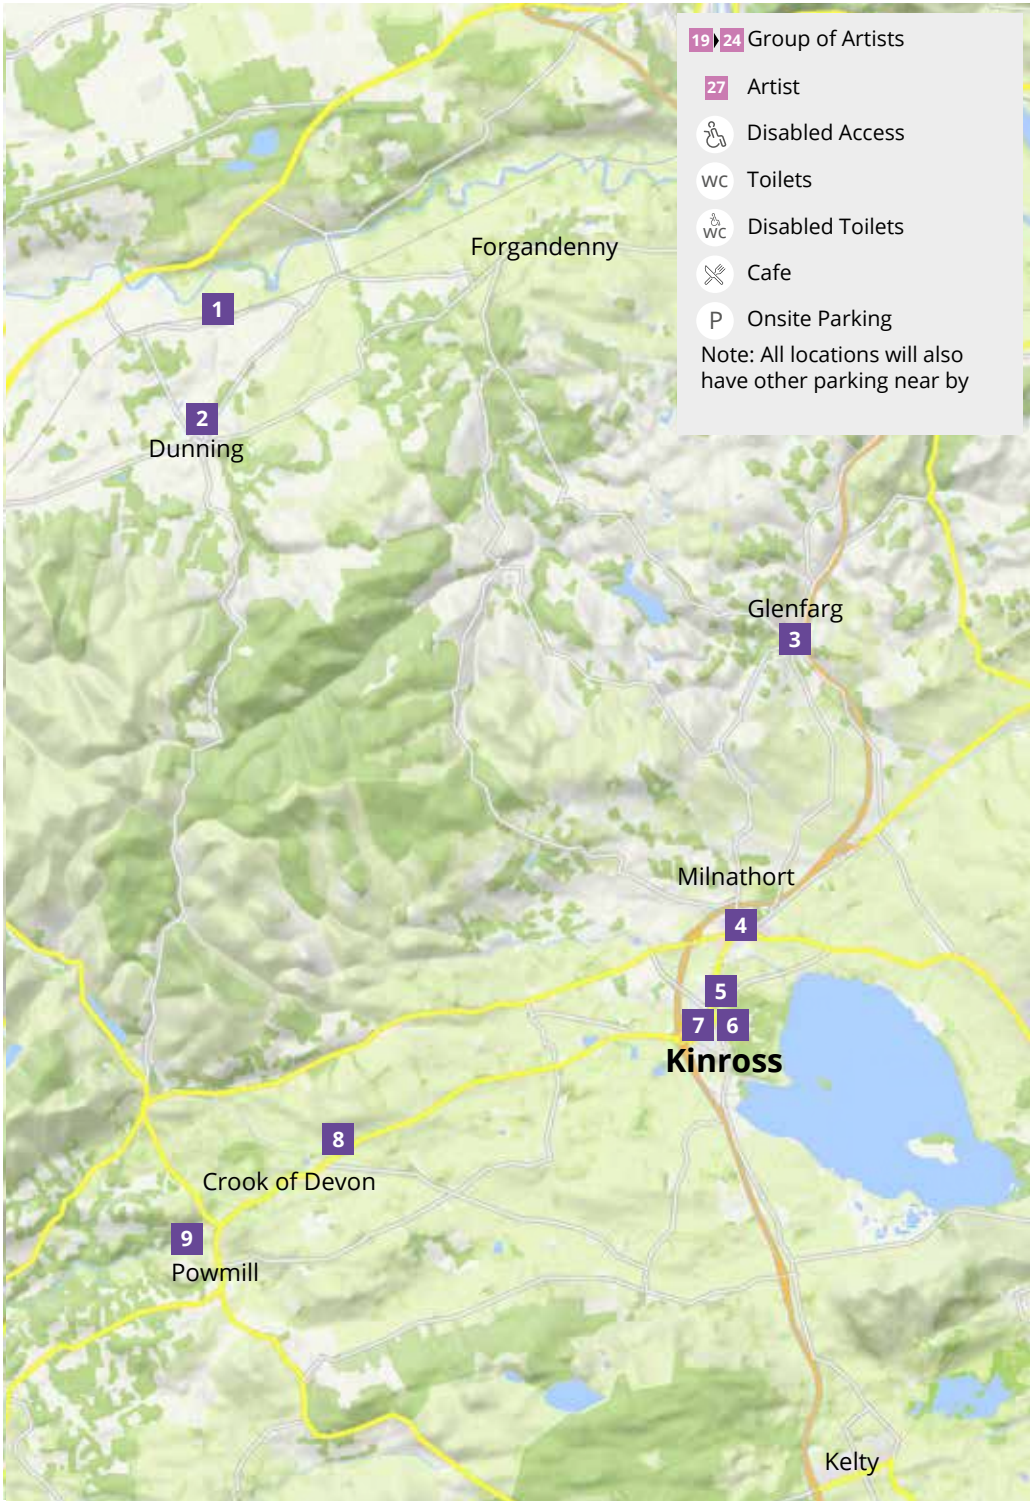 19 24 Group of Artists
27 Artist
Disabled Access
WC Toilets
WC Disabled Toilets
Cafe
P Onsite Parking
Note: All locations will also
have other parking near by
Forgandenny
1
2
Dunning
Glenfarg
3
Milnathort
4
5
7 6
Kinross
8
Crook of Devon
9
Powmill
Kelty